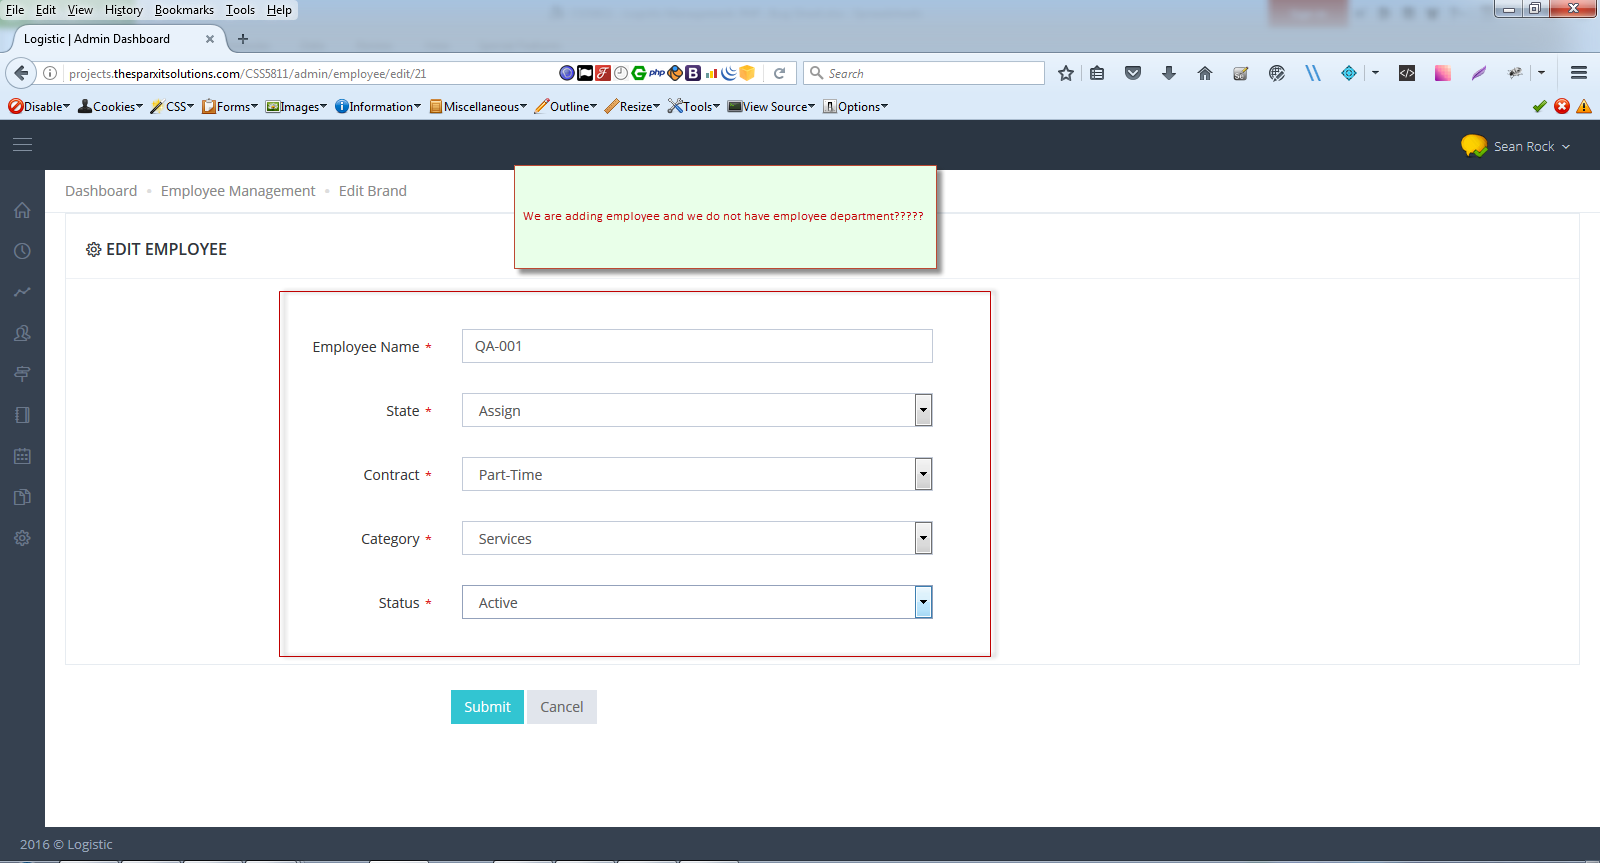 File Edit View History Bookmarks Tools Help
Logistic | Admin Dashboard
projects.thesparxitsolutions.com/CSS5811/admin/employee/edit/21
php
B
Search
Disable Cookies CSS Forms Images Information Miscellaneous Outline Resize Tools View Source Options
Sean Rock
Dashboard Employee Management Edit Brand
We are adding employee and we do not have employee department?????
EDIT EMPLOYEE
Employee Name * QA-001
State * Assign
Contract * Part-Time
Category * Services
Status * Active
Submit Cancel
2016 © Logistic